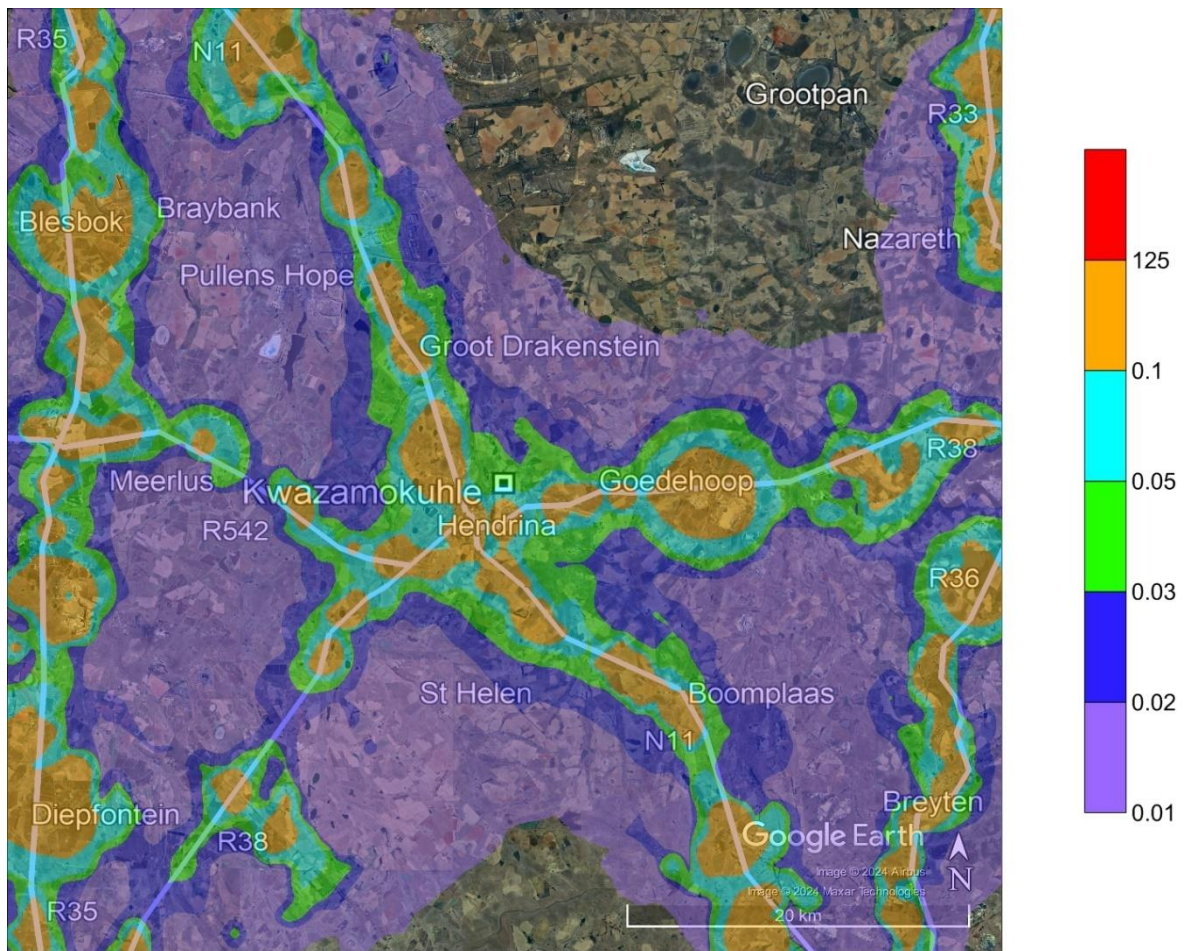 R35
N11
Grootpan
R33
Blesbok
Braybank
Nazareth
Pullens Hope
Groot Drakenstein
Meerlus
Kwazamokuhle
Goedehoop
R38
R542
Hendrina
R36
St Helen
Boomplaas
N11
Diepfontein
R38
Breyten
Google Earth
Image © 2024 Airbus
Image © 2024 Maxar Technologies
N
R35
20 km
125
0.1
0.05
0.03
0.02
0.01